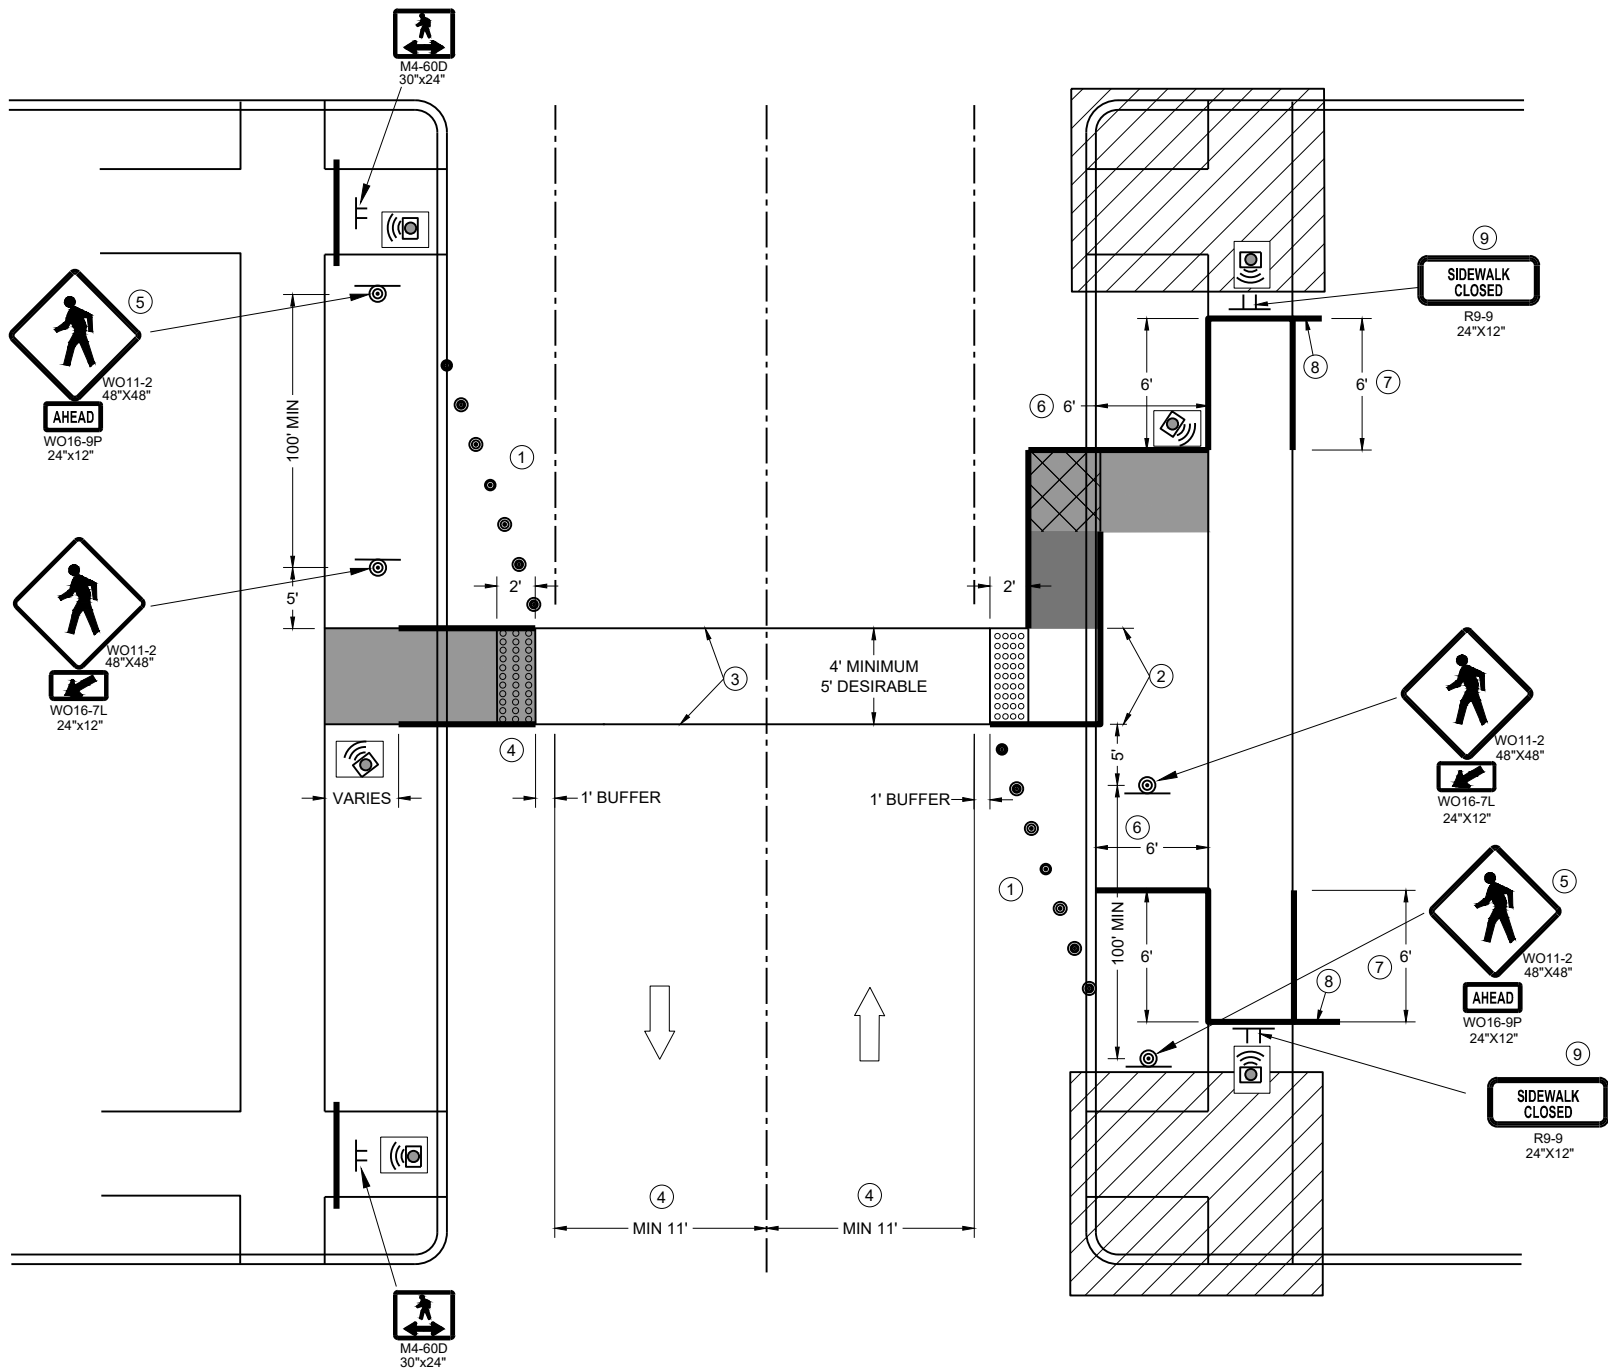 M4-60D
30"x24"
9
SIDEWALK
CLOSED
R9-9
24"X12"
5
WO11-2
48"X48"
AHEAD
WO16-9P
24"x12"
100' MIN
1
6 6'
6'
8
6' 7
WO11-2
48"X48"
WO16-7L
24"x12"
5'
2'
2'
3
4' MINIMUM
5' DESIRABLE
2
4
VARIES
1' BUFFER
1' BUFFER
5'
WO11-2
48"X48"
WO16-7L
24"X12"
6
6'
1
100' MIN
6'
8
7 6'
5
WO11-2
48"X48"
AHEAD
WO16-9P
24"X12"
9
SIDEWALK
CLOSED
R9-9
24"X12"
4
MIN 11'
4
MIN 11'
M4-60D
30"x24"